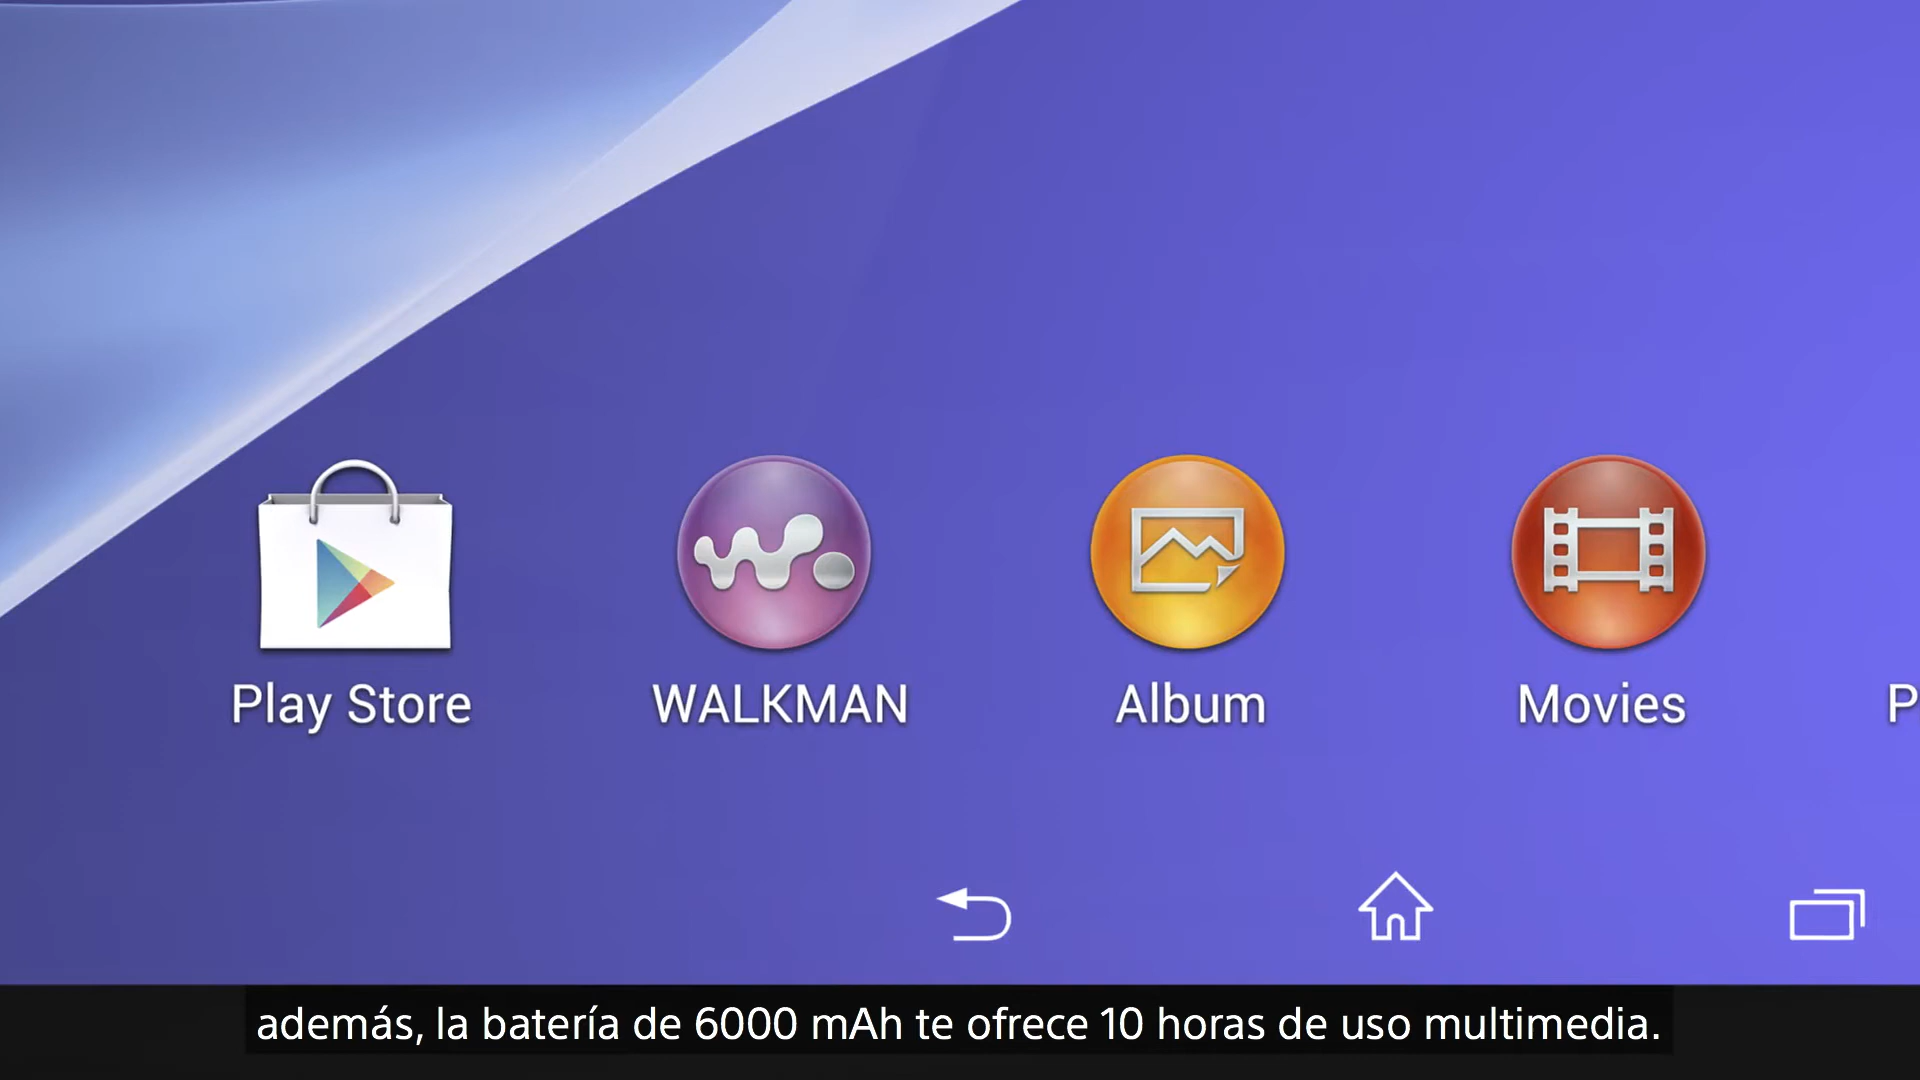 Play Store
WALKMAN
Album
Movies
P
además, la batería de 6000 mAh te ofrece 10 horas de uso multimedia.